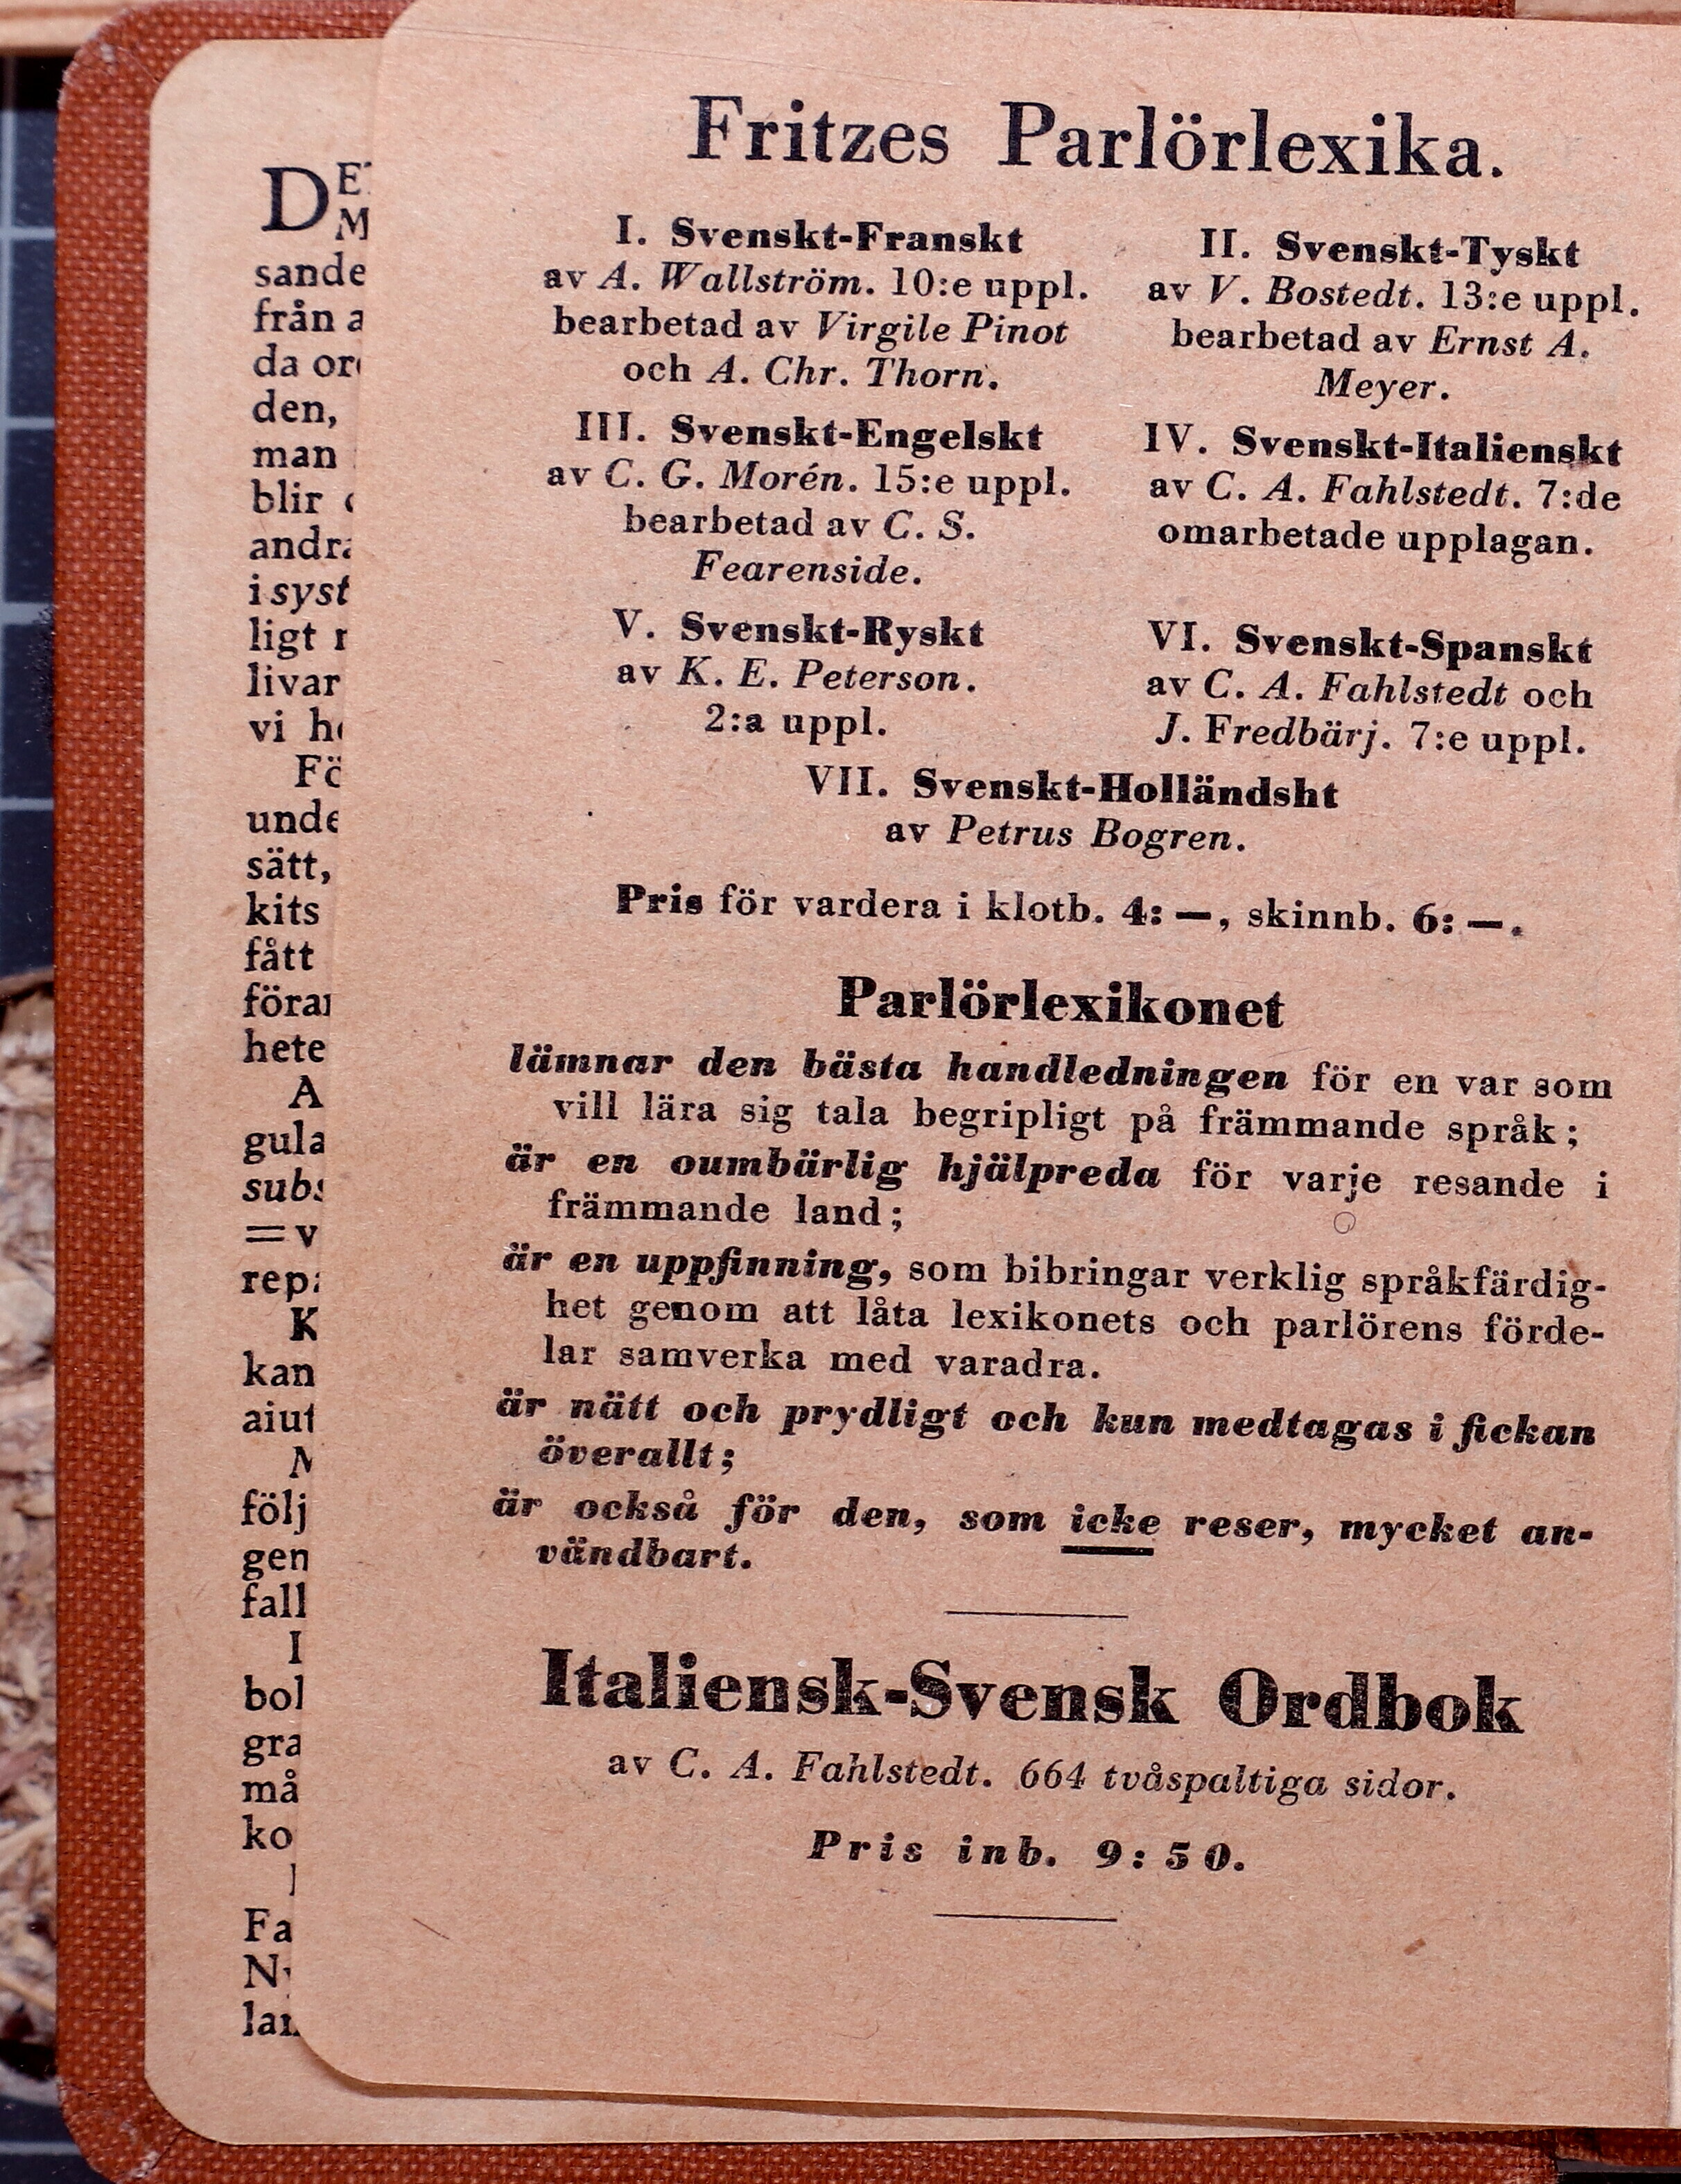 Fritzes Parlörlexika.
I. Svenskt-Franskt
av A. Wallström. 10:e uppl.
bearbetad av Virgile Pinot
och A. Chr. Thorn.
II. Svenskt-Tyskt
av V. Bostedt. 13:e uppl.
bearbetad av Ernst A.
Meyer.
III. Svenskt-Engelskt
av C. G. Morén. 15:e uppl.
bearbetad av C. S.
Fearenside.
IV. Svenskt-Italienskt
av C. A. Fahlstedt. 7:de
omarbetade upplagan.
V. Svenskt-Ryskt
av K. E. Peterson.
2:a uppl.
VI. Svenskt-Spanskt
av C. A. Fahlstedt och
J. Fredbärj. 7:e uppl.
VII. Svenskt-Holländsht
av Petrus Bogren.
Pris för vardera i klotb. 4: —, skinnb. 6: —.
Parlörlexikonet
lämnar den bästa handledningen för en var som
vill lära sig tala begripligt på främmande språk;
är en oumbärlig hjälpreda för varje resande i
främmande land;
är en uppfinning, som bibringar verklig språkfärdig-
het genom att låta lexikonets och parlörens förde-
lar samverka med varadra.
är nätt och prydligt och kun medtagas i fickan
överallt;
är också för den, som icke reser, mycket an-
vändbart.
Italiensk-Svensk Ordbok
av C. A. Fahlstedt. 664 tvåspaltiga sidor.
Pris inb. 9:50.
sande
från
da
den,
man
blir
i
ligt
livar
vi
sätt,
kits
fått
hete
kan
följ
gen
fall
må